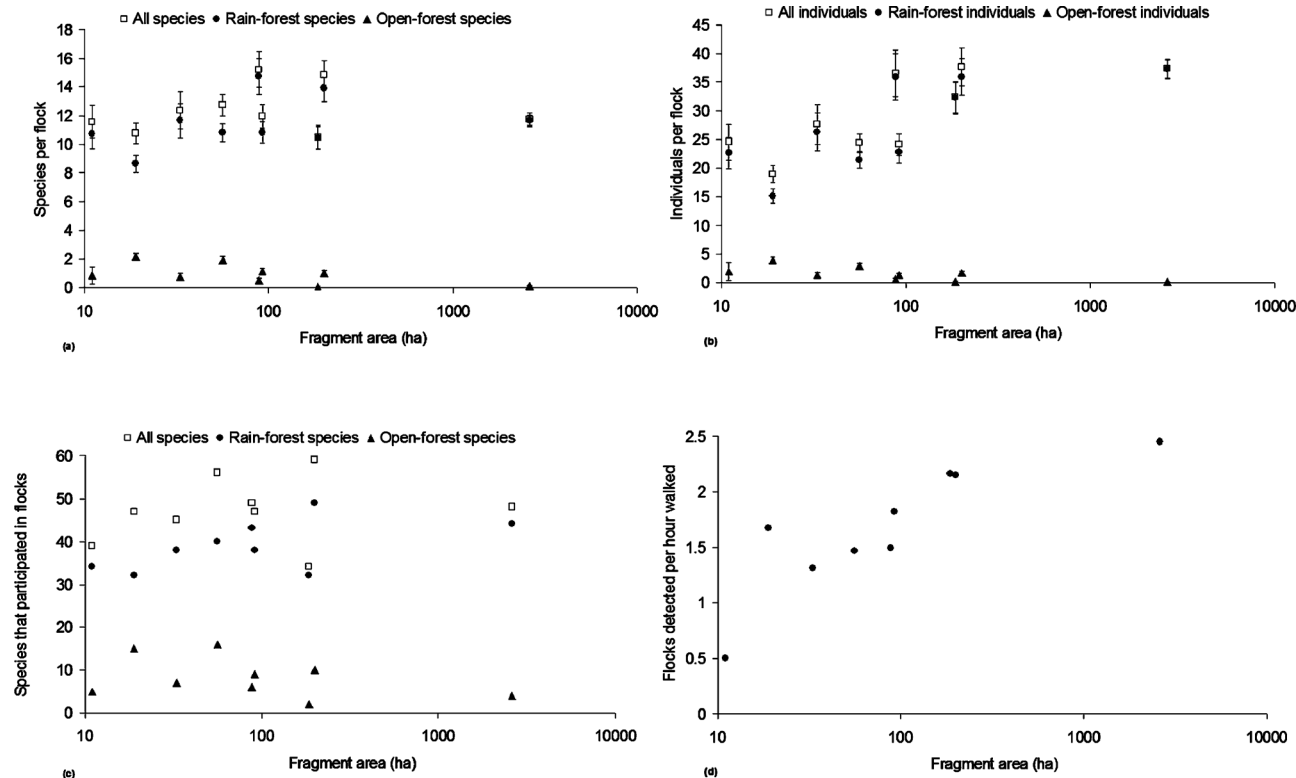 □ All species ● Rain-forest species ▲ Open-forest species
18
16
14
12
10
8
6
4
2
0
Species per flock
10 100 1000 10000
Fragment area (ha)
(a)
□ All individuals ● Rain-forest individuals ▲ Open-forest individuals
45
40
35
30
25
20
15
10
5
0
Individuals per flock
10 100 1000 10000
Fragment area (ha)
(b)
□ All species ● Rain-forest species ▲ Open-forest species
60
50
40
30
20
10
0
Species that participated in flocks
10 100 1000 10000
Fragment area (ha)
(c)
2.5
2
1.5
1
0.5
0
Flocks detected per hour walked
10 100 1000 10000
Fragment area (ha)
(d)